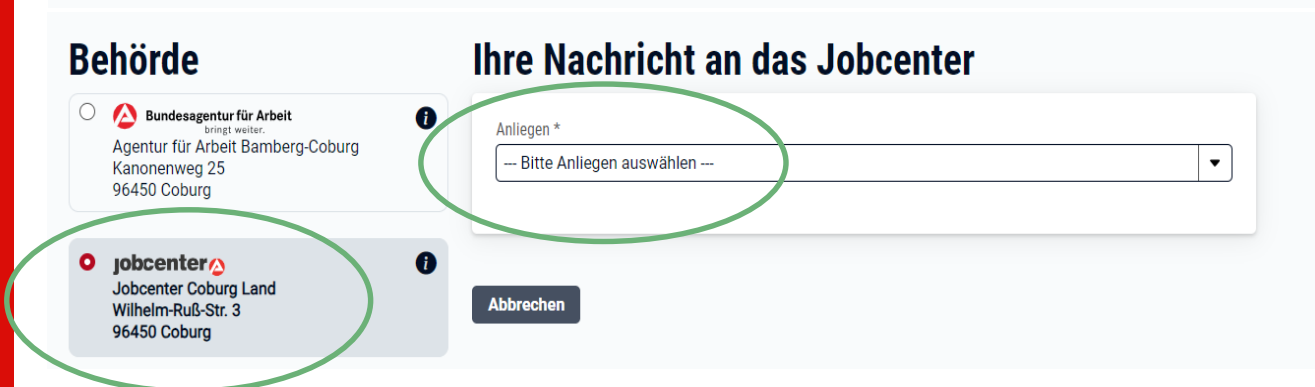 Behörde
Bundesagentur für Arbeit
bringt weiter.
Agentur für Arbeit Bamberg-Coburg
Kanonenweg 25
96450 Coburg
jobcenter
Jobcenter Coburg Land
Wilhelm-Ruß-Str. 3
96450 Coburg
Ihre Nachricht an das Jobcenter
Anliegen *
--- Bitte Anliegen auswählen ---
Abbrechen